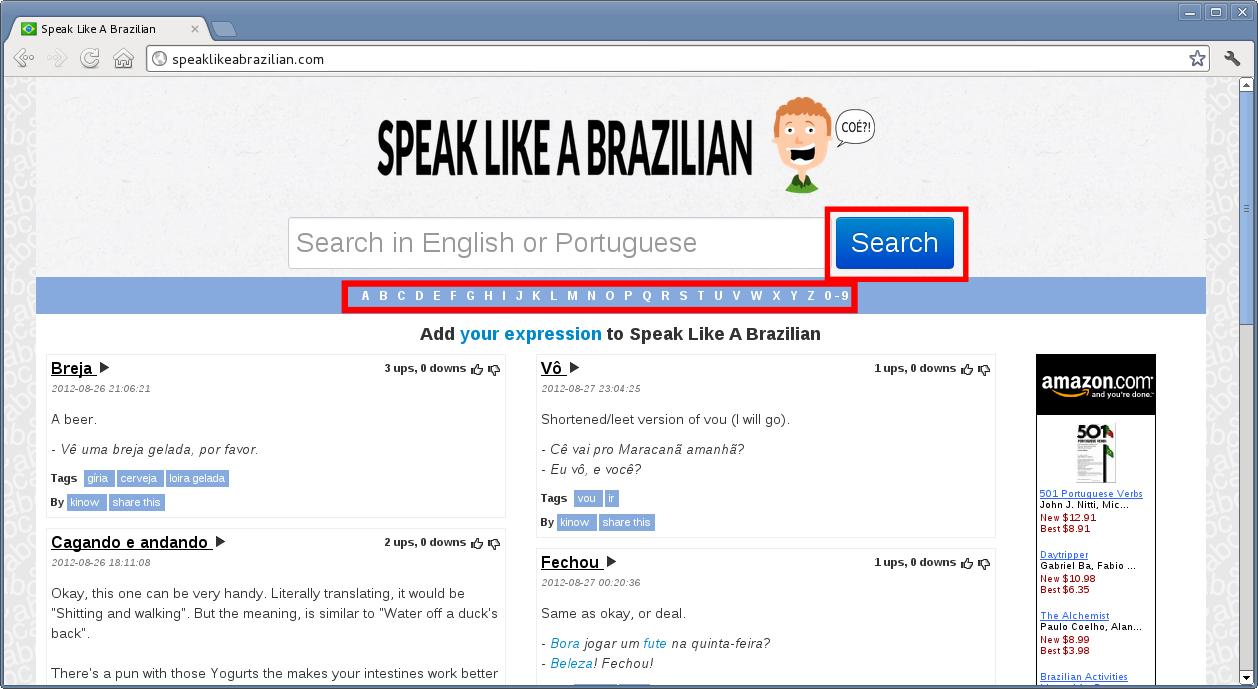 Speak Like A Brazilian
speaklikeabrazilian.com
SPEAK LIKE A BRAZILIAN
COÉ?!
Search in English or Portuguese
Search
A B C D E F G H I J K L M N O P Q R S T U V W X Y Z 0-9
Add your expression to Speak Like A Brazilian
Breja
3 ups, 0 downs
2012-08-26 21:06:21
A beer.
- Vê uma breja gelada, por favor.
Tags gíria cerveja loira gelada
By kinow share this
Cagando e andando
2 ups, 0 downs
2012-08-26 18:11:08
Okay, this one can be very handy. Literally translating, it would be
"Shitting and walking". But the meaning, is similar to "Water off a duck's
back".
There's a pun with those Yogurts the makes your intestines work better
Vô
1 ups, 0 downs
2012-08-27 23:04:25
Shortened/leet version of vou (I will go).
- Cê vai pro Maracanã amanhã?
- Eu vô, e você?
Tags vou ir
By kinow share this
Fechou
1 ups, 0 downs
2012-08-27 00:20:36
Same as okay, or deal.
- Bora jogar um fute na quinta-feira?
- Beleza! Fechou!
amazon.com
and you're done.™
501
501 Portuguese Verbs
John J. Nitti, Mic...
New $12.91
Best $8.91
Daytripper
Gabriel Ba, Fabio ...
New $10.98
Best $6.35
The Alchemist
Paulo Coelho, Alan...
New $8.99
Best $3.98
Brazilian Activities